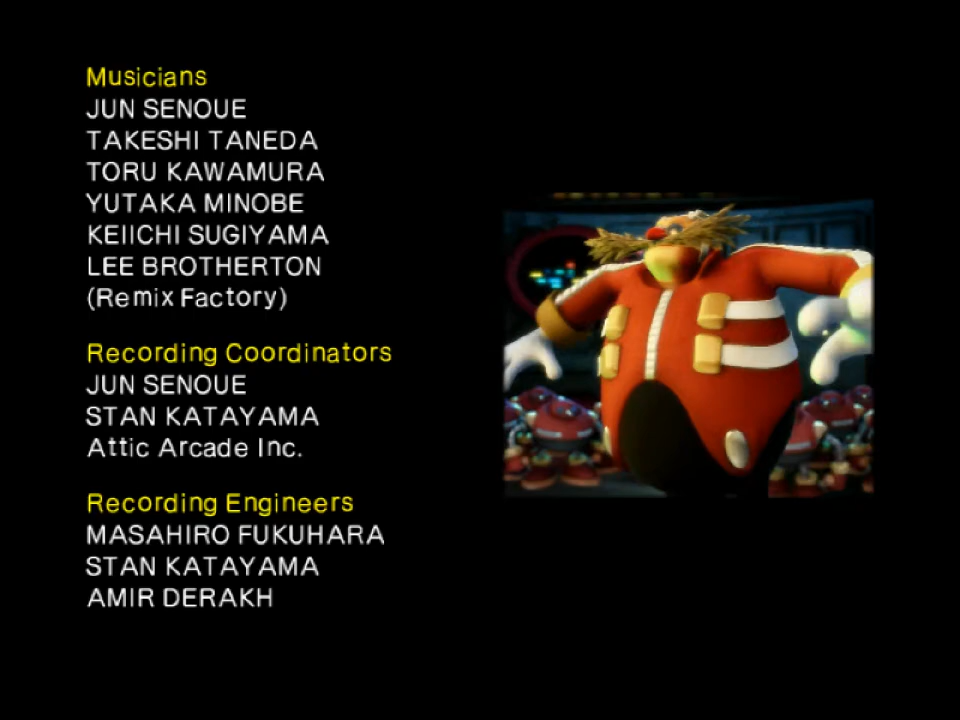 Musicians
JUN SENOUE
TAKESHI TANEDA
TORU KAWAMURA
YUTAKA MINOBE
KEIICHI SUGIYAMA
LEE BROTHERTON
(Remix Factory)
Recording Coordinators
JUN SENOUE
STAN KATAYAMA
Attic Arcade Inc.
Recording Engineers
MASAHIRO FUKUHARA
STAN KATAYAMA
AMIR DERAKH